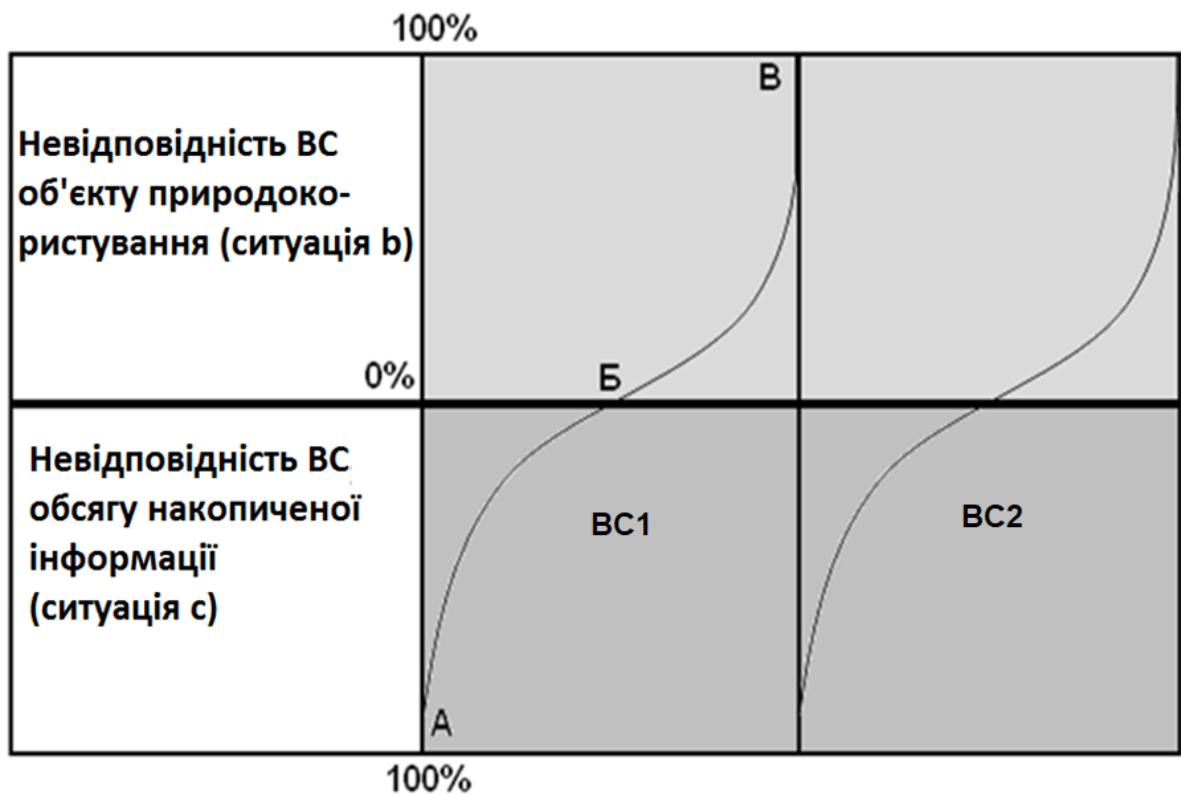 100%
В
Невідповідність ВС
об'єкту природоко-
ристування (ситуація b)
0%
Б
Невідповідність ВС
обсягу накопиченої
інформації
(ситуація с)
ВС1
ВС2
А
100%